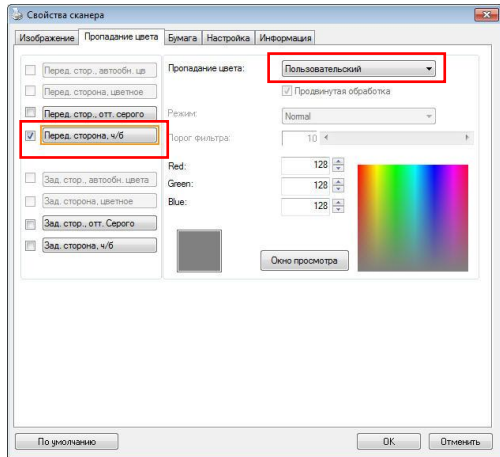 Свойства сканера
Изображение Пропадание цвета Бумага Настройка Информация
Перед. стор., автообн. цв
Перед. сторона, цветное
Перед. стор., отт. серого
Перед. сторона, ч/б
Зад. стор., автообн. цвета
Зад. сторона, цветное
Зад. стор., отт. Серого
Зад. сторона, ч/б
Пропадание цвета: Пользовательский
Продвинутая обработка
Режим: Normal
Порог фильтра: 10
Red: 128
Green: 128
Blue: 128
Окно просмотра
По умолчанию OK Отменить